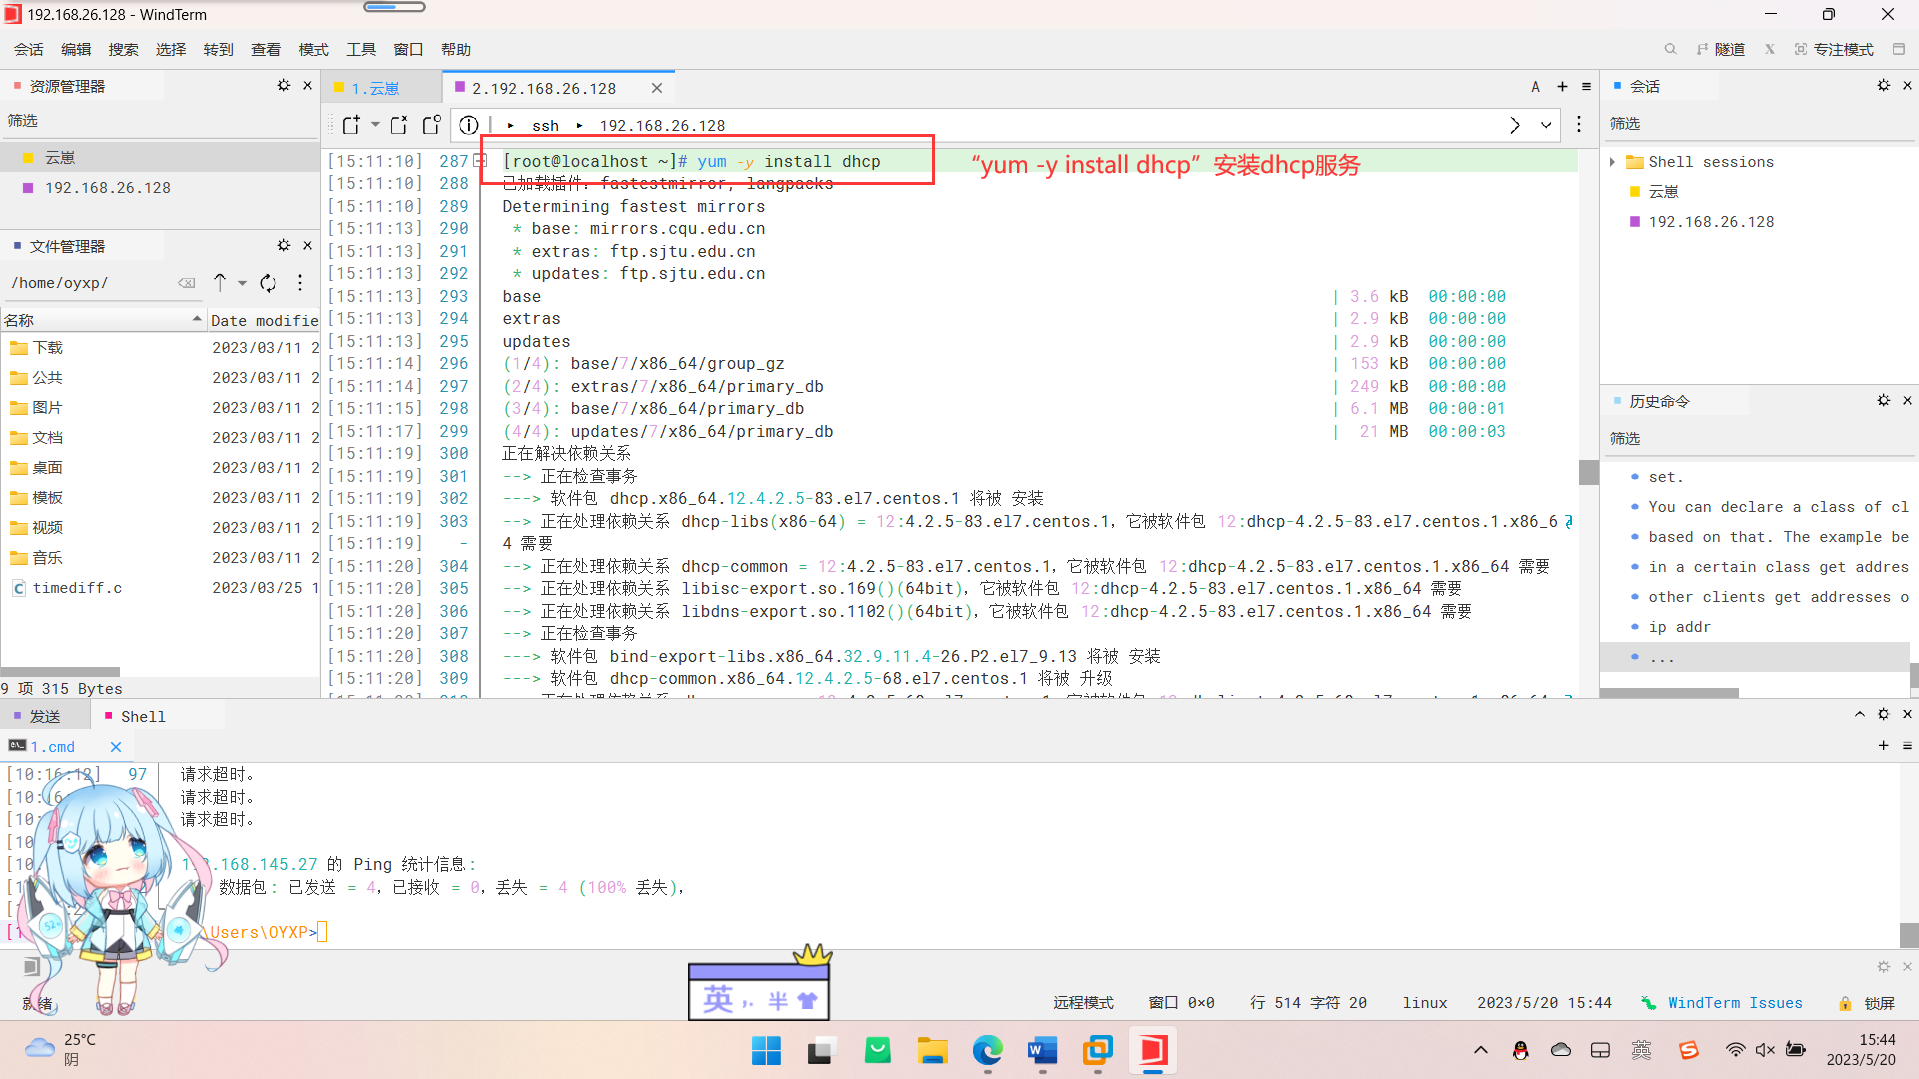 192.168.26.128 - WindTerm
会话 编辑 搜索 选择 转到 查看 模式 工具 窗口 帮助
隧道 X 专注模式
资源管理器
筛选
云崽
192.168.26.128
文件管理器
/home/oyxp/
名称 Date modifie
下载 2023/03/11 2
公共 2023/03/11 2
图片 2023/03/11 2
文档 2023/03/11 2
桌面 2023/03/11 2
模板 2023/03/11 2
视频 2023/03/11 2
音乐 2023/03/11 2
timediff.c 2023/03/25 1
9 项 315 Bytes
1.云崽 2.192.168.26.128 A
ssh 192.168.26.128
[15:11:10] 287 [root@localhost ~]# yum -y install dhcp
“yum -y install dhcp” 安装dhcp服务
[15:11:10] 288 已加载插件: fastestmirror, langpacks
[15:11:10] 289 Determining fastest mirrors
[15:11:13] 290 * base: mirrors.cqu.edu.cn
[15:11:13] 291 * extras: ftp.sjtu.edu.cn
[15:11:13] 292 * updates: ftp.sjtu.edu.cn
[15:11:13] 293 base | 3.6 kB 00:00:00
[15:11:13] 294 extras | 2.9 kB 00:00:00
[15:11:13] 295 updates | 2.9 kB 00:00:00
[15:11:14] 296 (1/4): base/7/x86_64/group_gz | 153 kB 00:00:00
[15:11:14] 297 (2/4): extras/7/x86_64/primary_db | 249 kB 00:00:00
[15:11:15] 298 (3/4): base/7/x86_64/primary_db | 6.1 MB 00:00:01
[15:11:17] 299 (4/4): updates/7/x86_64/primary_db | 21 MB 00:00:03
[15:11:19] 300 正在解决依赖关系
[15:11:19] 301 --> 正在检查事务
[15:11:19] 302 ---> 软件包 dhcp.x86_64.12.4.2.5-83.el7.centos.1 将被 安装
[15:11:19] 303 --> 正在处理依赖关系 dhcp-libs(x86-64) = 12:4.2.5-83.el7.centos.1，它被软件包 12:dhcp-4.2.5-83.el7.centos.1.x86_6
[15:11:19] - 4 需要
[15:11:20] 304 --> 正在处理依赖关系 dhcp-common = 12:4.2.5-83.el7.centos.1，它被软件包 12:dhcp-4.2.5-83.el7.centos.1.x86_64 需要
[15:11:20] 305 --> 正在处理依赖关系 libisc-export.so.169()(64bit)，它被软件包 12:dhcp-4.2.5-83.el7.centos.1.x86_64 需要
[15:11:20] 306 --> 正在处理依赖关系 libdns-export.so.1102()(64bit)，它被软件包 12:dhcp-4.2.5-83.el7.centos.1.x86_64 需要
[15:11:20] 307 --> 正在检查事务
[15:11:20] 308 ---> 软件包 bind-export-libs.x86_64.32.9.11.4-26.P2.el7_9.13 将被 安装
[15:11:20] 309 ---> 软件包 dhcp-common.x86_64.12.4.2.5-68.el7.centos.1 将被 升级
会话
筛选
Shell sessions
云崽
192.168.26.128
历史命令
筛选
set.
You can declare a class of cl
based on that. The example be
in a certain class get addres
other clients get addresses o
ip addr
...
发送 Shell
1.cmd
[10:16:12] 97 请求超时。
请求超时。
请求超时。
.168.145.27 的 Ping 统计信息:
数据包: 已发送 = 4，已接收 = 0，丢失 = 4 (100% 丢失)，
\Users\OYXP>
英 ,. 半
就绪
远程模式 窗口 0×0 行 514 字符 20 linux 2023/5/20 15:44 WindTerm Issues 锁屏
25°C
阴
英
15:44
2023/5/20